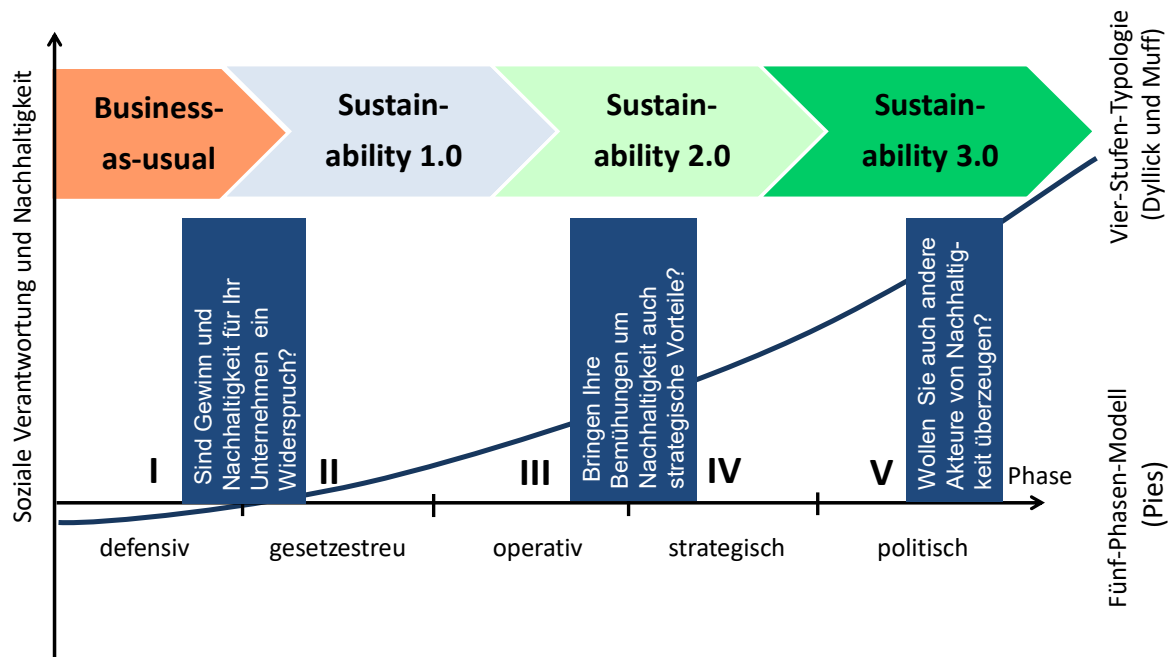 Soziale Verantwortung und Nachhaltigkeit
Business-
as-usual
Sustain-
ability 1.0
Sustain-
ability 2.0
Sustain-
ability 3.0
Vier-Stufen-Typologie
(Dyllick und Muff)
Sind Gewinn und
Nachhaltigkeit für Ihr
Unternehmen ein
Widerspruch?
Bringen Ihre
Bemühungen um
Nachhaltigkeit auch
strategische Vorteile?
Wollen Sie auch andere
Akteure von Nachhaltig-
keit überzeugen?
I
II
III
IV
V
Phase
defensiv
gesetzestreu
operativ
strategisch
politisch
Fünf-Phasen-Modell
(Pies)